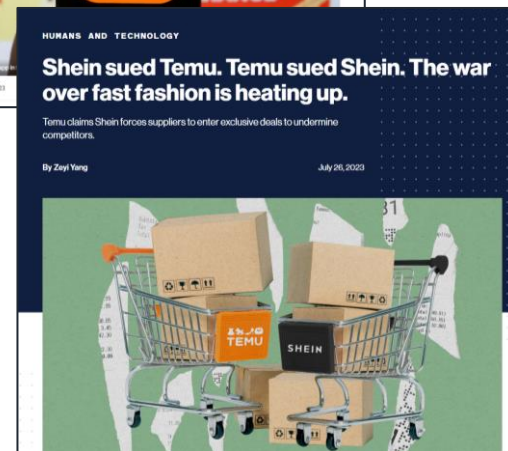 HUMANS AND TECHNOLOGY
Shein sued Temu. Temu sued Shein. The war
over fast fashion is heating up.
Temu claims Shein forces suppliers to enter exclusive deals to undermine
competitors.
By Zeyi Yang
July 26, 2023
31
TEMU
SHEIN